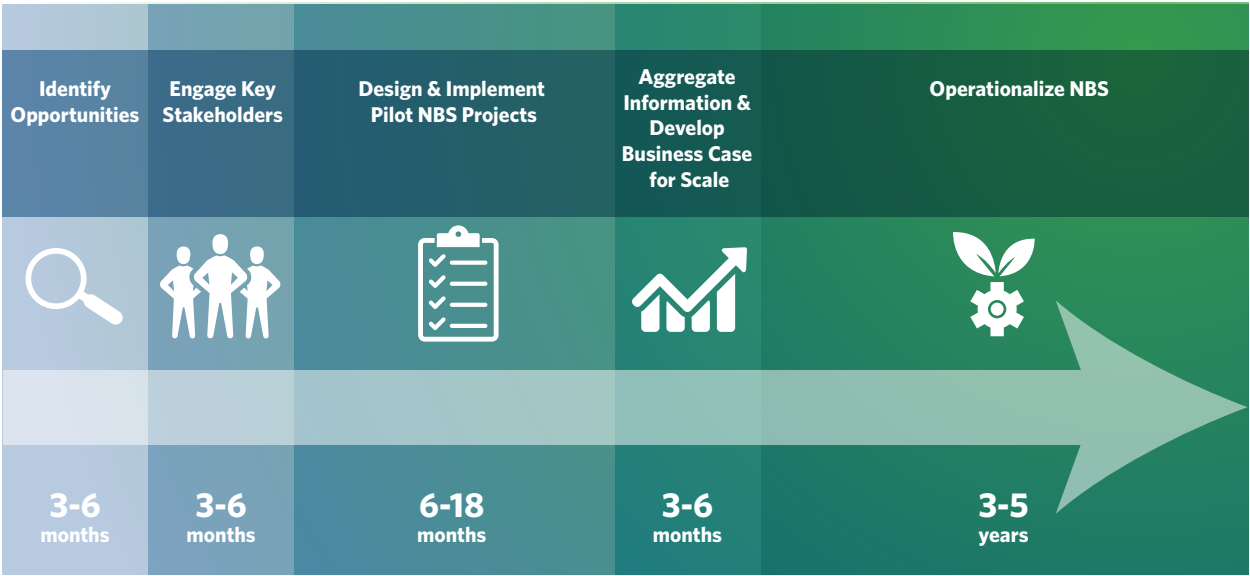 Identify
Opportunities
Engage Key
Stakeholders
Design & Implement
Pilot NBS Projects
Aggregate
Information &
Develop
Business Case
for Scale
Operationalize NBS
3-6
months
3-6
months
6-18
months
3-6
months
3-5
years